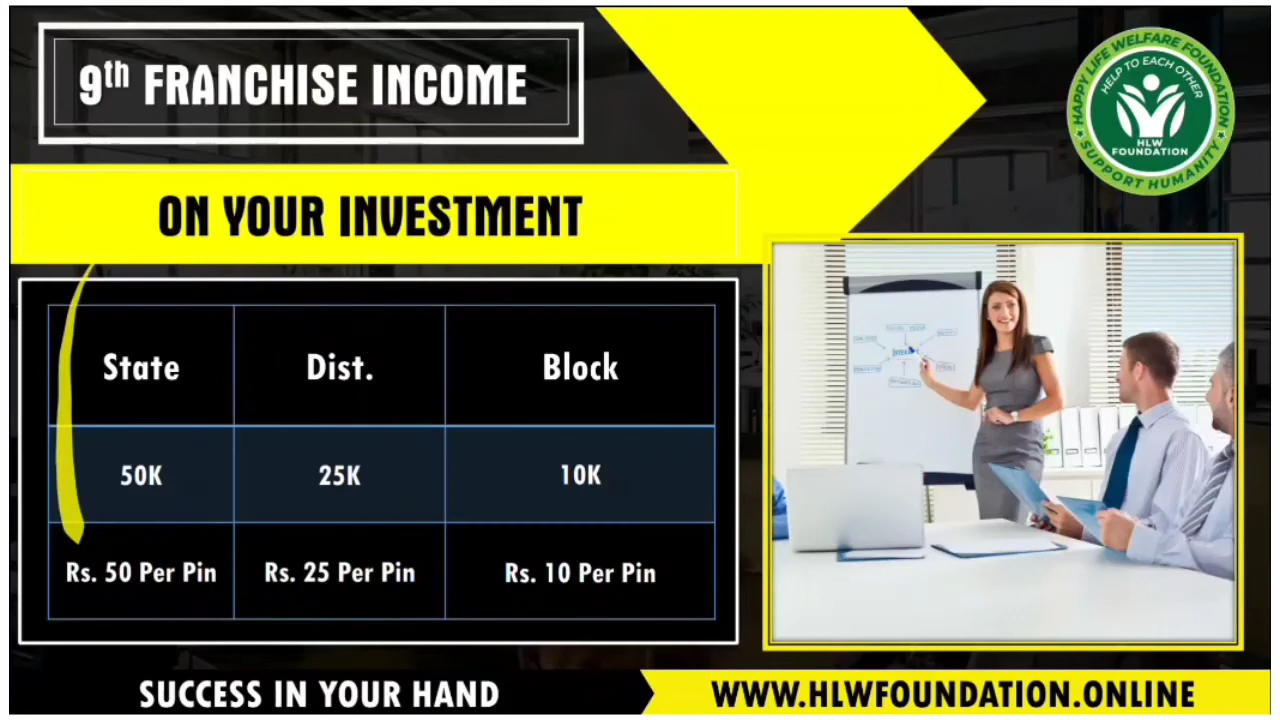 9th FRANCHISE INCOME
HAPPY LIFE WELFARE FOUNDATION
HELP TO EACH OTHER
HLW
FOUNDATION
SUPPORT HUMANITY
ON YOUR INVESTMENT
State Dist. Block
50K 25K 10K
Rs. 50 Per Pin Rs. 25 Per Pin Rs. 10 Per Pin
SUCCESS IN YOUR HAND
WWW.HLWFOUNDATION.ONLINE